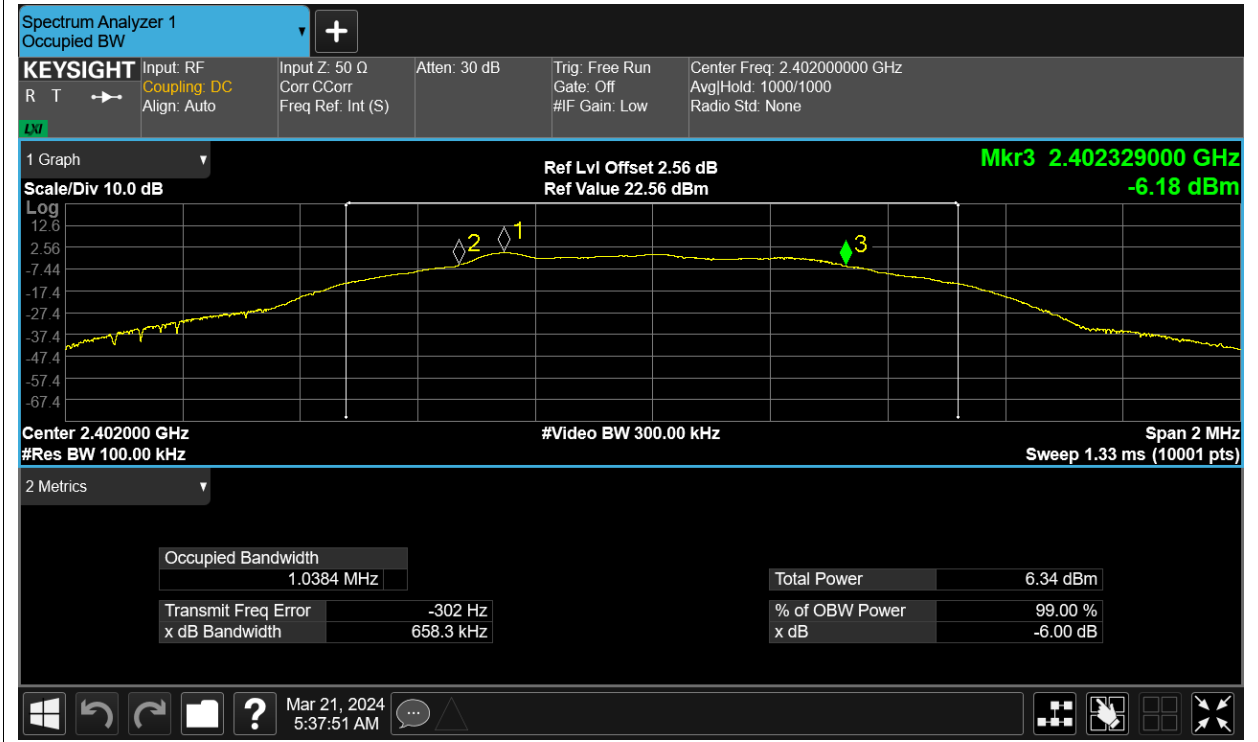 Spectrum Analyzer 1
Occupied BW
KEYSIGHT
R T
LXI
Input: RF
Coupling: DC
Align: Auto
Input Z: 50 Ω
Corr CCorr
Freq Ref: Int (S)
Atten: 30 dB
Trig: Free Run
Gate: Off
#IF Gain: Low
Center Freq: 2.402000000 GHz
Avg|Hold: 1000/1000
Radio Std: None
1 Graph
Scale/Div 10.0 dB
Ref Lvl Offset 2.56 dB
Ref Value 22.56 dBm
Mkr3 2.402329000 GHz
-6.18 dBm
Log
12.6
2.56
-7.44
-17.4
-27.4
-37.4
-47.4
-57.4
-67.4
2
1
3
Center 2.402000 GHz
#Video BW 300.00 kHz
Span 2 MHz
#Res BW 100.00 kHz
Sweep 1.33 ms (10001 pts)
2 Metrics
Occupied Bandwidth
1.0384 MHz
Total Power 6.34 dBm
Transmit Freq Error -302 Hz
% of OBW Power 99.00 %
x dB Bandwidth 658.3 kHz
x dB -6.00 dB
?
Mar 21, 2024
5:37:51 AM